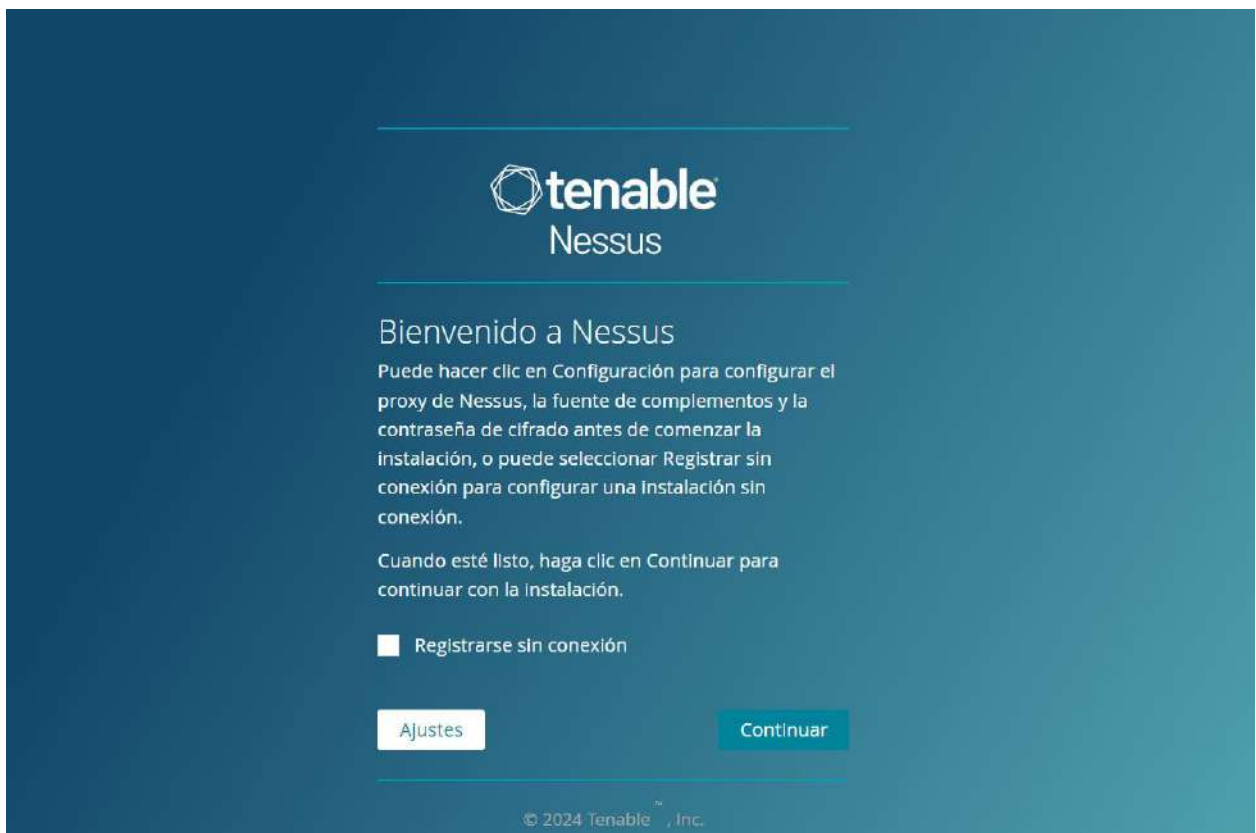 tenable
Nessus
Bienvenido a Nessus
Puede hacer clic en Configuración para configurar el
proxy de Nessus, la fuente de complementos y la
contraseña de cifrado antes de comenzar la
instalación, o puede seleccionar Registrar sin
conexión para configurar una instalación sin
conexión.
Cuando esté listo, haga clic en Continuar para
continuar con la instalación.
Registrarse sin conexión
Ajustes
Continuar
© 2024 Tenable™, Inc.